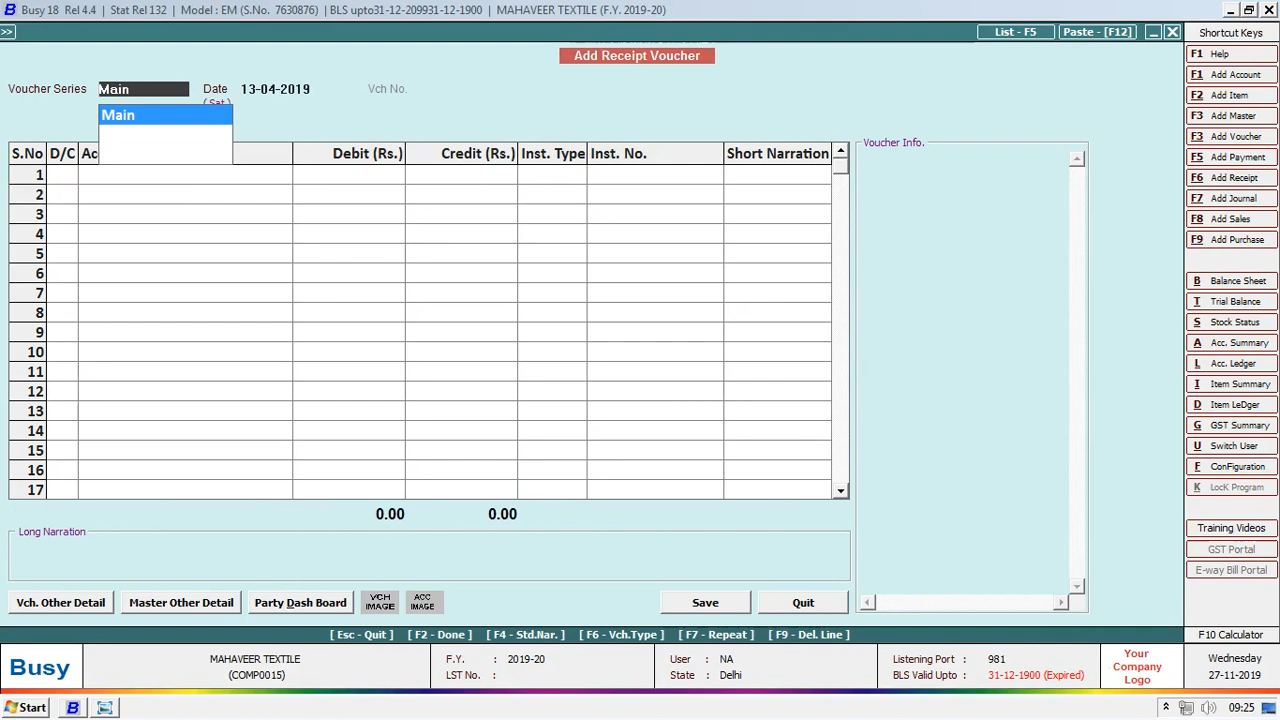 Busy 18 Rel 4.4 | Stat Rel 132 | Model : EM (S.No. 7630876) | BLS upto31-12-209931-12-1900 | MAHAVEER TEXTILE (F.Y. 2019-20)
>> List - F5 Paste - [F12] Shortcut Keys
Add Receipt Voucher
Voucher Series Main Date 13-04-2019 Vch No.
(Sat)
Main
S.No D/C Ac Debit (Rs.) Credit (Rs.) Inst. Type Inst. No. Short Narration
1
2
3
4
5
6
7
8
9
10
11
12
13
14
15
16
17
0.00 0.00
Long Narration
Voucher Info.
Vch. Other Detail Master Other Detail Party Dash Board VCH IMAGE ACC IMAGE Save Quit
[ Esc - Quit ] [ F2 - Done ] [ F4 - Std.Nar. ] [ F6 - Vch.Type ] [ F7 - Repeat ] [ F9 - Del. Line ]
F1 Help
F1 Add Account
F2 Add Item
F3 Add Master
F3 Add Voucher
F5 Add Payment
F6 Add Receipt
F7 Add Journal
F8 Add Sales
F9 Add Purchase
B Balance Sheet
T Trial Balance
S Stock Status
A Acc. Summary
L Acc. Ledger
I Item Summary
D Item LeDger
G GST Summary
U Switch User
F ConFiguration
K LocK Program
Training Videos
GST Portal
E-way Bill Portal
F10 Calculator
Busy
MAHAVEER TEXTILE
(COMP0015)
F.Y. : 2019-20
LST No. :
User : NA
State : Delhi
Listening Port : 981
BLS Valid Upto : 31-12-1900 (Expired)
Your
Company
Logo
Wednesday
27-11-2019
Start 09:25